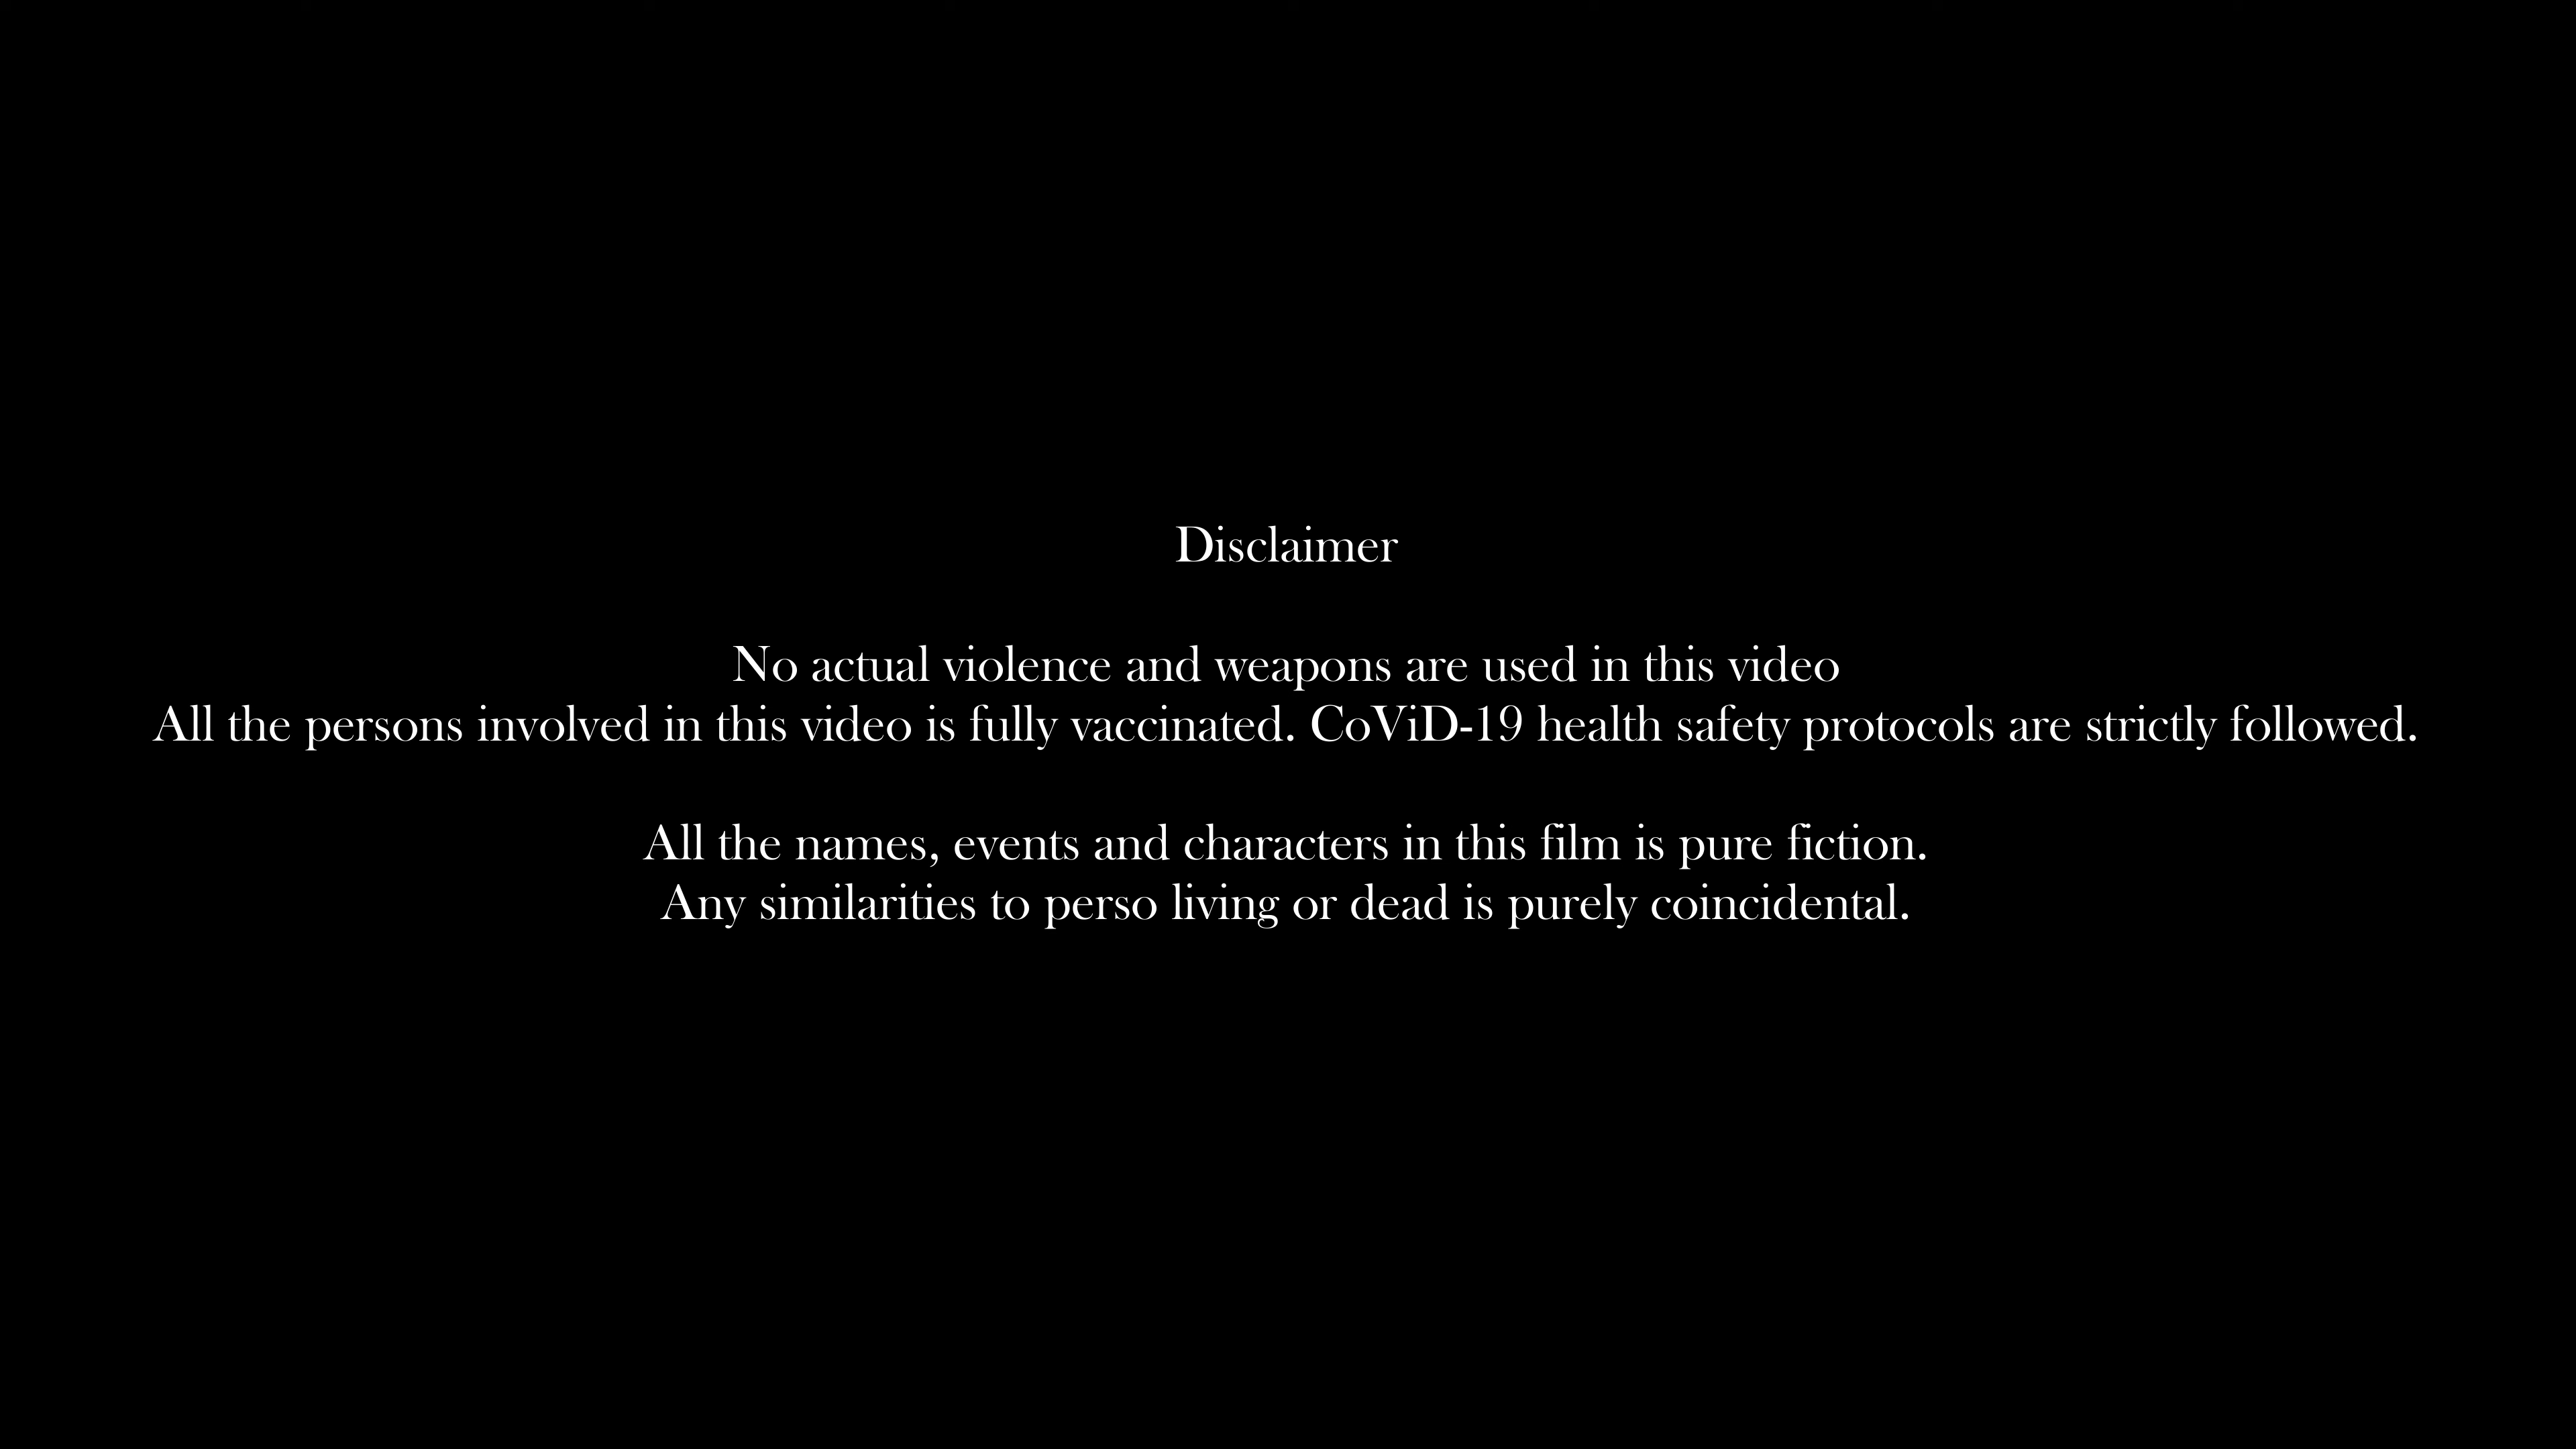 Disclaimer
No actual violence and weapons are used in this video
All the persons involved in this video is fully vaccinated. CoViD-19 health safety protocols are strictly followed.
All the names, events and characters in this film is pure fiction.
Any similarities to perso living or dead is purely coincidental.